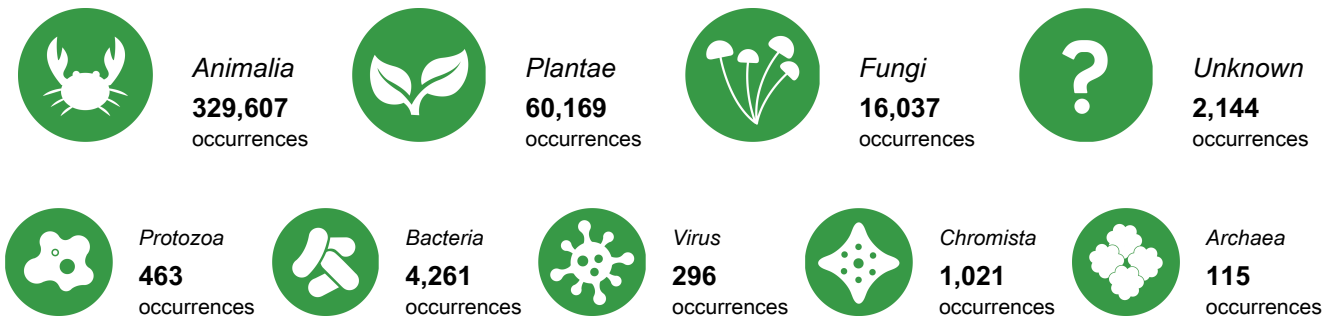 Animalia
329,607
occurrences
Plantae
60,169
occurrences
Fungi
16,037
occurrences
?
Unknown
2,144
occurrences
Protozoa
463
occurrences
Bacteria
4,261
occurrences
Virus
296
occurrences
Chromista
1,021
occurrences
Archaea
115
occurrences